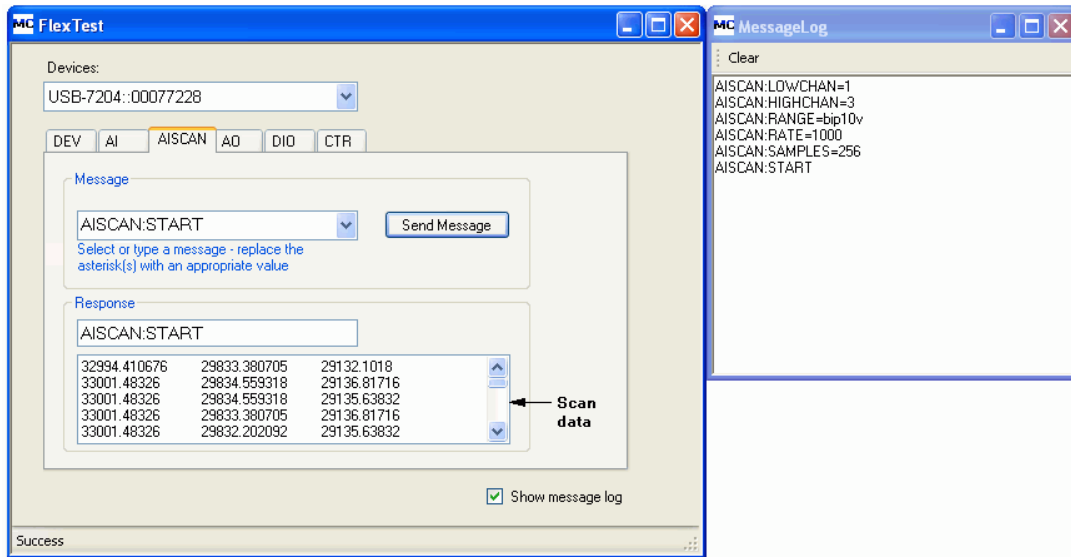 MC FlexTest
Devices:
USB-7204::00077228
DEV AI AISCAN AO DIO CTR
Message
AISCAN:START
Send Message
Select or type a message - replace the
asterisk(s) with an appropriate value
Response
AISCAN:START
32994.410676 29833.380705 29132.1018
33001.48326 29834.559318 29136.81716
33001.48326 29834.559318 29135.63832
33001.48326 29833.380705 29136.81716
33001.48326 29832.202092 29135.63832
Scan
data
Show message log
Success
MC MessageLog
Clear
AISCAN:LOWCHAN=1
AISCAN:HIGHCHAN=3
AISCAN:RANGE=bip10v
AISCAN:RATE=1000
AISCAN:SAMPLES=256
AISCAN:START